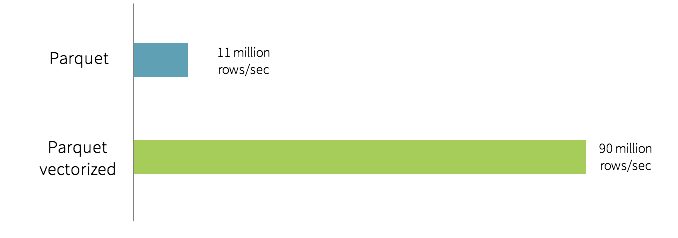 Parquet
11 million
rows/sec
Parquet
vectorized
90 million
rows/sec